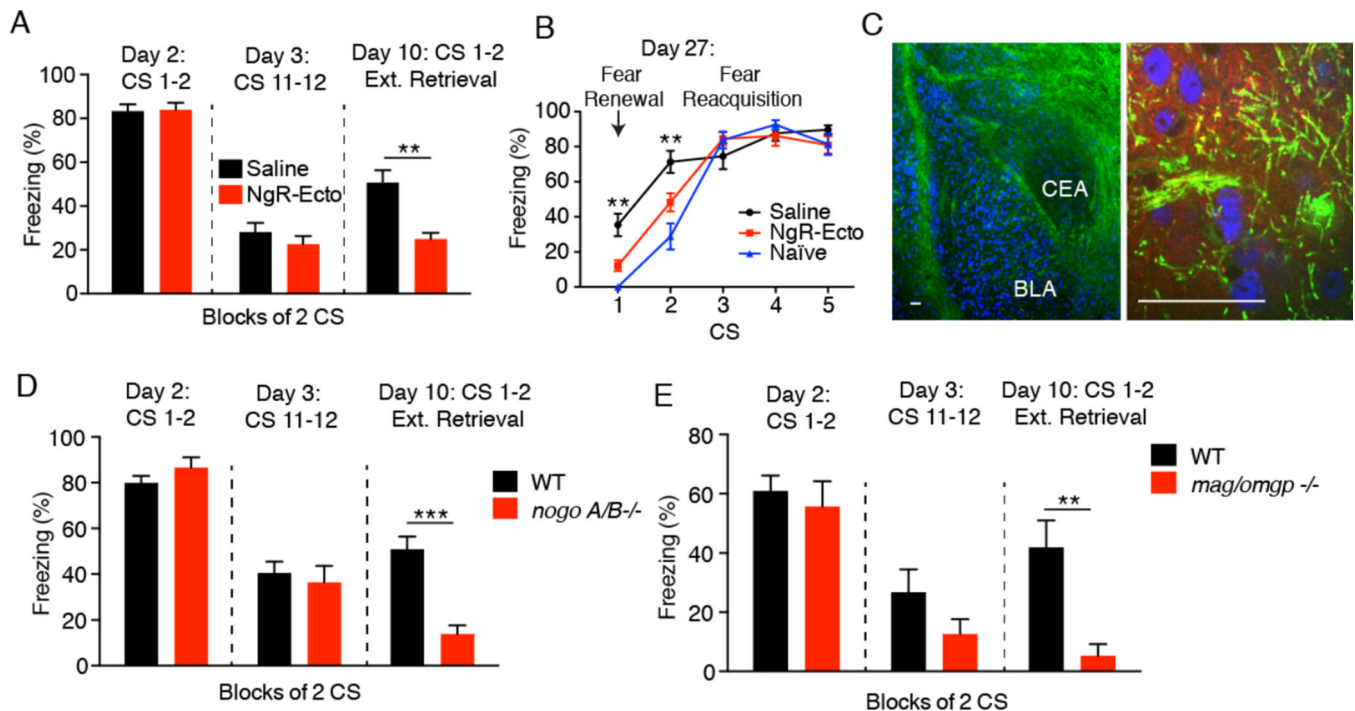 A
Day 2:
CS 1-2
Day 3:
CS 11-12
Day 10: CS 1-2
Ext. Retrieval
Freezing (%)
100
80
60
40
20
0
**
Saline
NgR-Ecto
Blocks of 2 CS
B
Day 27:
Fear
Renewal
Fear
Reacquisition
Freezing (%)
100
80
60
40
20
0
**
**
Saline
NgR-Ecto
Naïve
1 2 3 4 5
CS
C
CEA
BLA
D
Day 2:
CS 1-2
Day 3:
CS 11-12
Day 10: CS 1-2
Ext. Retrieval
Freezing (%)
100
80
60
40
20
0
***
WT
nogo A/B-/-
Blocks of 2 CS
E
Day 2:
CS 1-2
Day 3:
CS 11-12
Day 10: CS 1-2
Ext. Retrieval
Freezing (%)
60
40
20
0
**
WT
mag/omgp -/-
Blocks of 2 CS